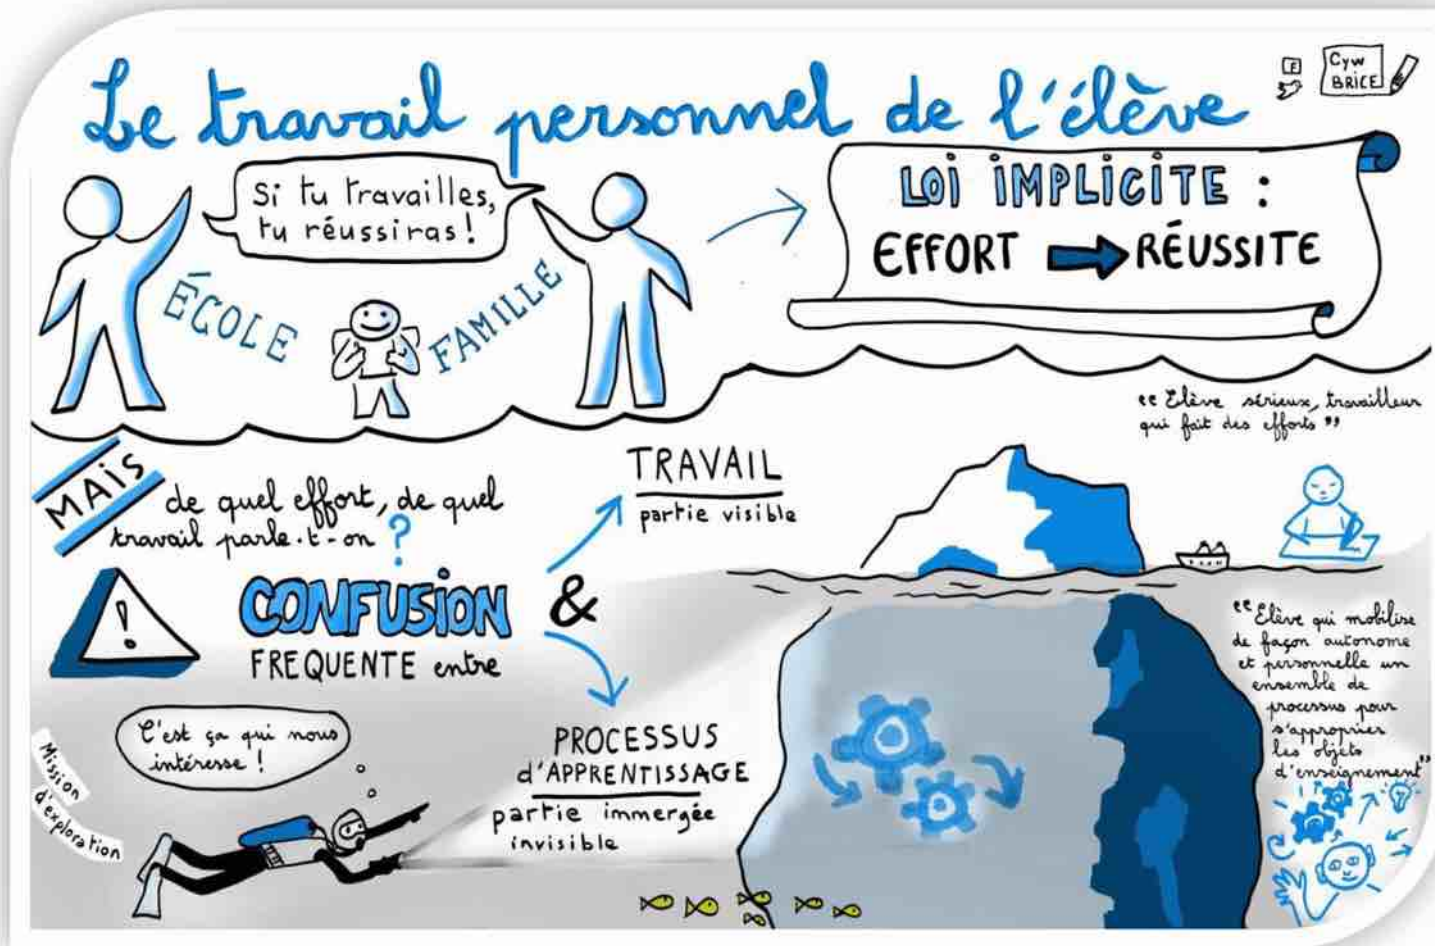 Le travail personnel de l'élève
F
Cyw
BRICE
Si tu travailles,
tu réussiras !
ÉCOLE
FAMILLE
LOI IMPLICITE :
EFFORT RÉUSSITE
MAIS
de quel effort, de quel
travail parle-t-on ?
TRAVAIL
partie visible
"Elève sérieux, travailleur
qui fait des efforts"
!
CONFUSION &
FREQUENTE entre
PROCESSUS
d'APPRENTISSAGE
partie immergée
invisible
"Elève qui mobilise
de façon autonome
et personnelle un
ensemble de
processus pour
s'approprier
les objets
d'enseignement"
C'est ça qui nous
intéresse !
Mission
d'exploration